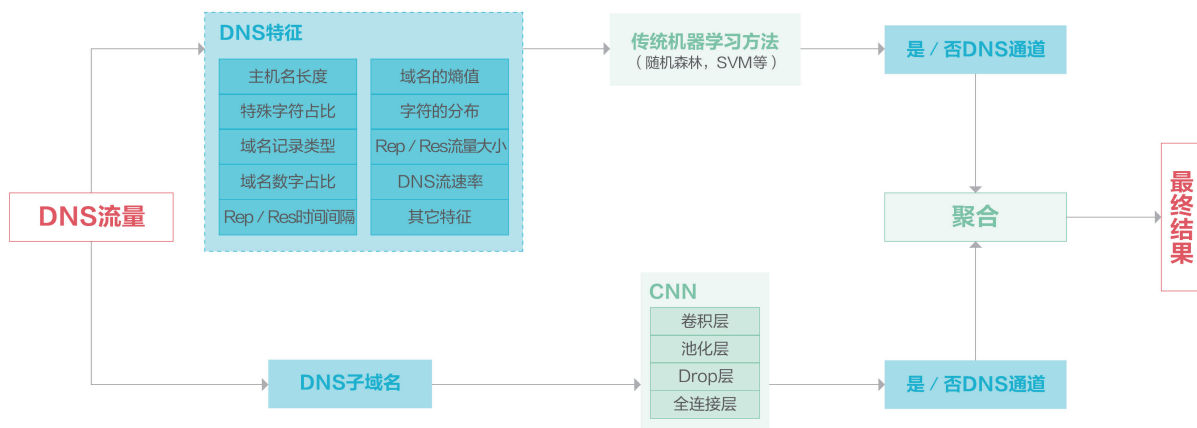 DNS流量
DNS特征
主机名长度
特殊字符占比
域名记录类型
域名数字占比
Rep / Res时间间隔
域名的熵值
字符的分布
Rep / Res流量大小
DNS流速率
其它特征
传统机器学习方法
（随机森林，SVM等）
是 / 否DNS通道
DNS子域名
CNN
卷积层
池化层
Drop层
全连接层
是 / 否DNS通道
聚合
最终结果